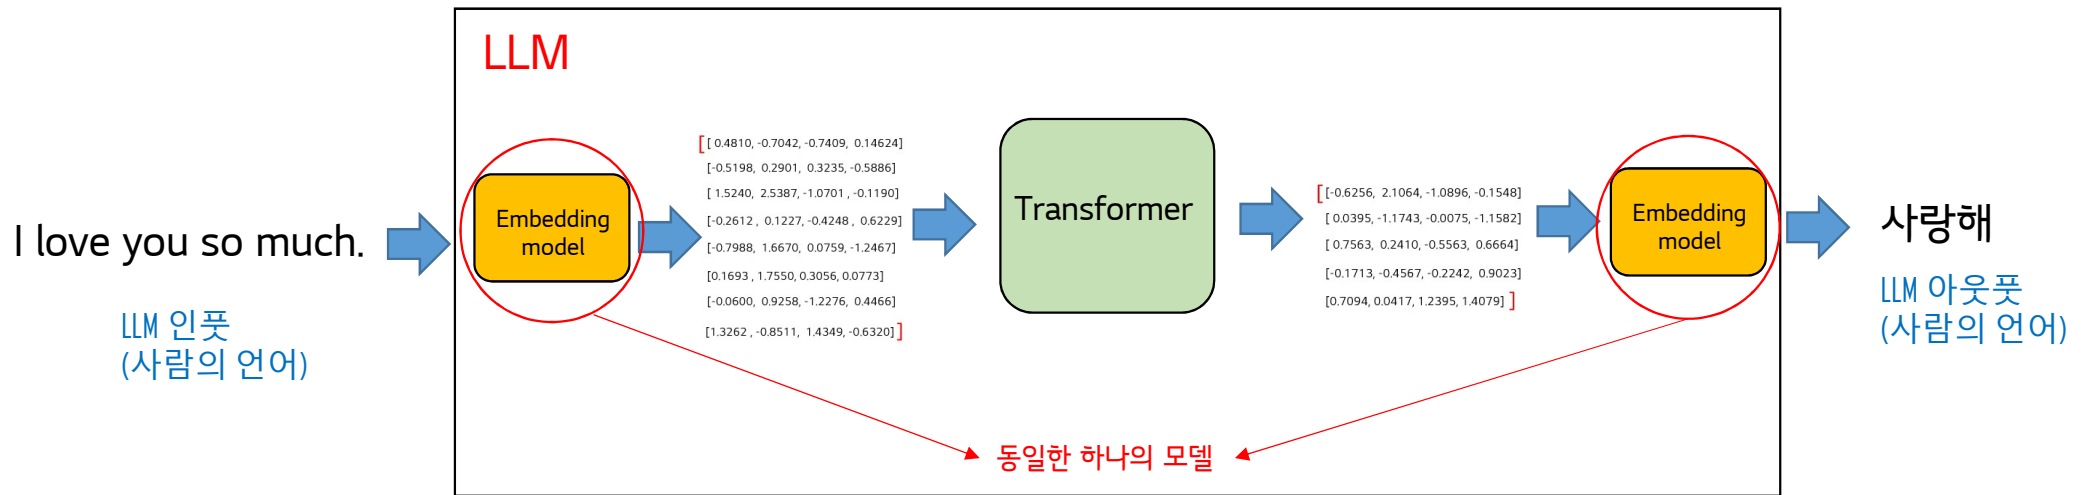 LLM
I love you so much.
LLM 인풋
(사람의 언어)
Embedding
model
[ [ 0.4810, -0.7042, -0.7409, 0.14624]
[-0.5198, 0.2901, 0.3235, -0.5886]
[ 1.5240, 2.5387, -1.0701 , -0.1190]
[-0.2612 , 0.1227, -0.4248 , 0.6229]
[-0.7988, 1.6670, 0.0759, -1.2467]
[0.1693 , 1.7550, 0.3056, 0.0773]
[-0.0600, 0.9258, -1.2276, 0.4466]
[1.3262 , -0.8511, 1.4349, -0.6320] ]
Transformer
[ [-0.6256, 2.1064, -1.0896, -0.1548]
[ 0.0395, -1.1743, -0.0075, -1.1582]
[ 0.7563, 0.2410, -0.5563, 0.6664]
[-0.1713, -0.4567, -0.2242, 0.9023]
[0.7094, 0.0417, 1.2395, 1.4079] ]
Embedding
model
사랑해
LLM 아웃풋
(사람의 언어)
동일한 하나의 모델